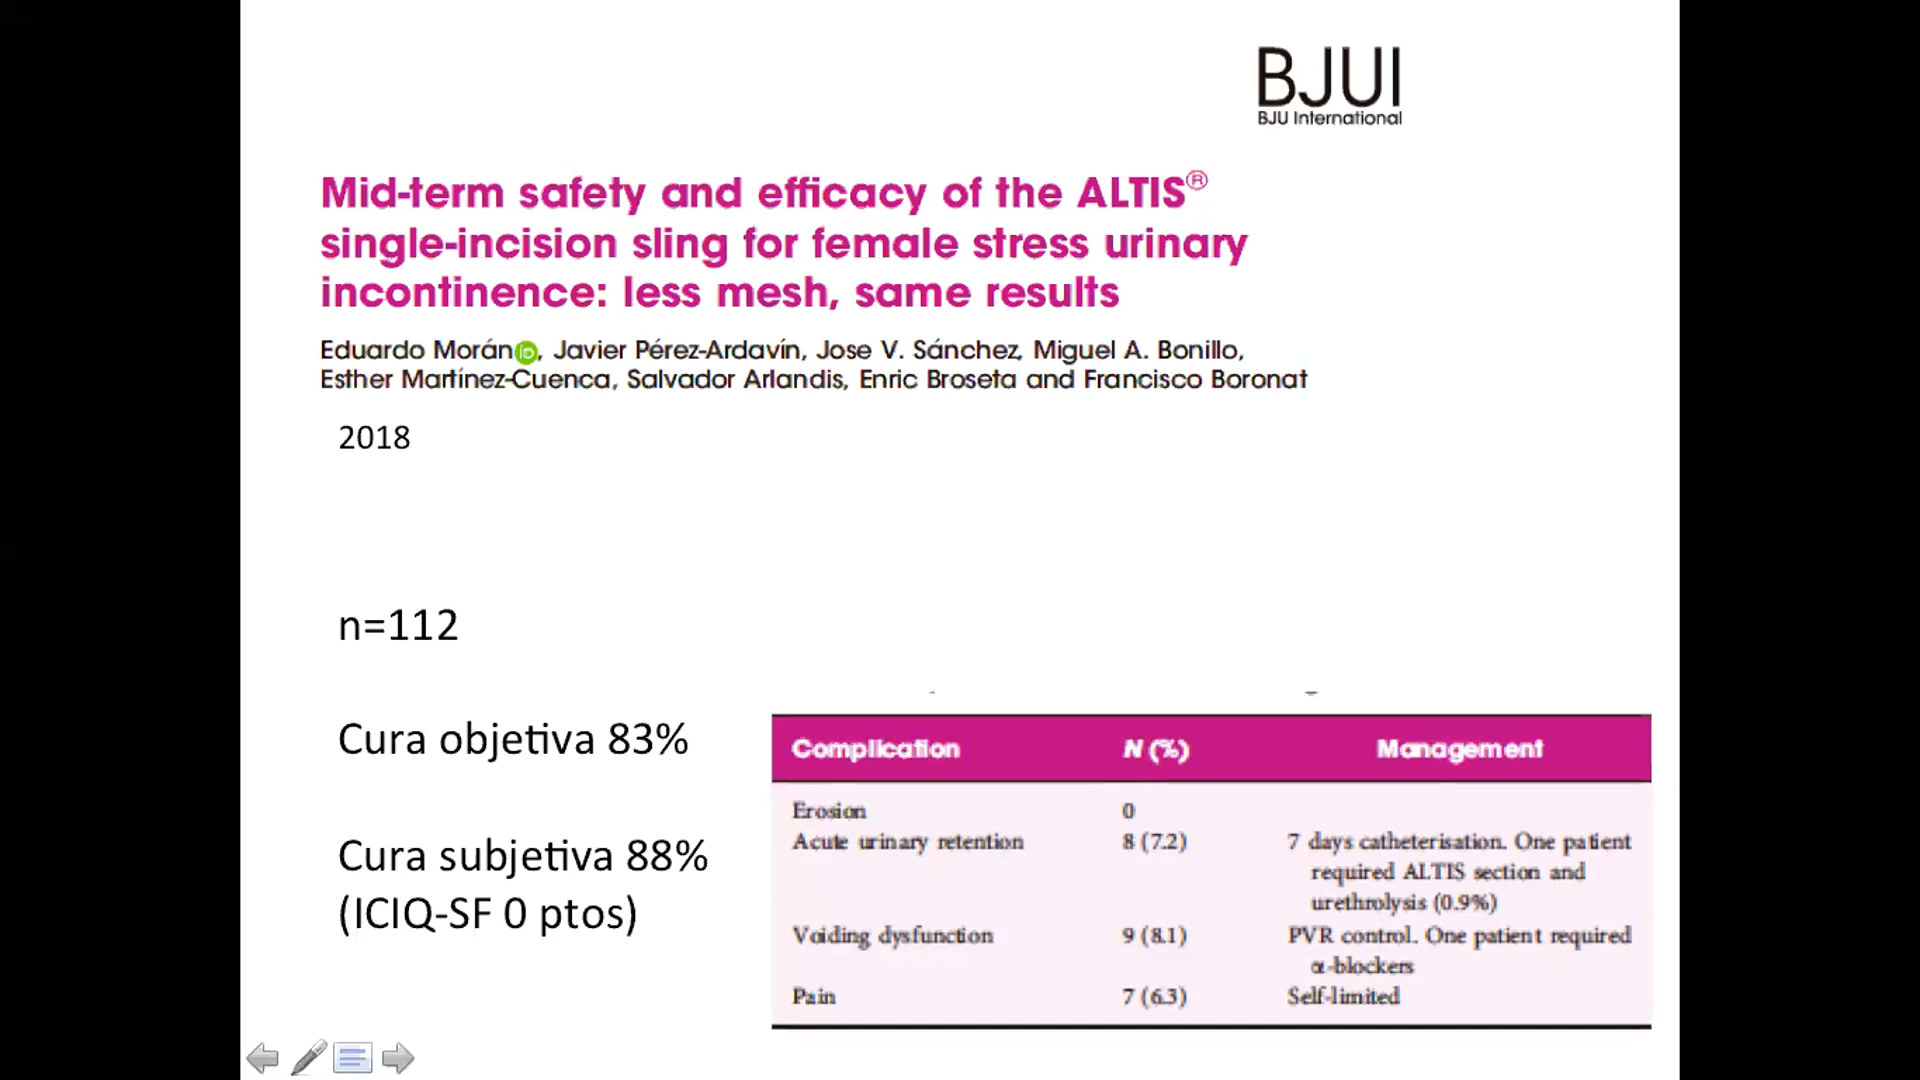 BJUI
BJU International
Mid-term safety and efficacy of the ALTIS®
single-incision sling for female stress urinary
incontinence: less mesh, same results
Eduardo Morán iD, Javier Pérez-Ardavín, Jose V. Sánchez, Miguel A. Bonillo,
Esther Martínez-Cuenca, Salvador Arlandis, Enric Broseta and Francisco Boronat
2018
n=112
Cura objetiva 83%
Cura subjetiva 88%
(ICIQ-SF 0 ptos)
Complication N (%) Management
Erosion 0
Acute urinary retention 8 (7.2) 7 days catheterisation. One patient
required ALTIS section and
urethrolysis (0.9%)
Voiding dysfunction 9 (8.1) PVR control. One patient required
α-blockers
Pain 7 (6.3) Self-limited